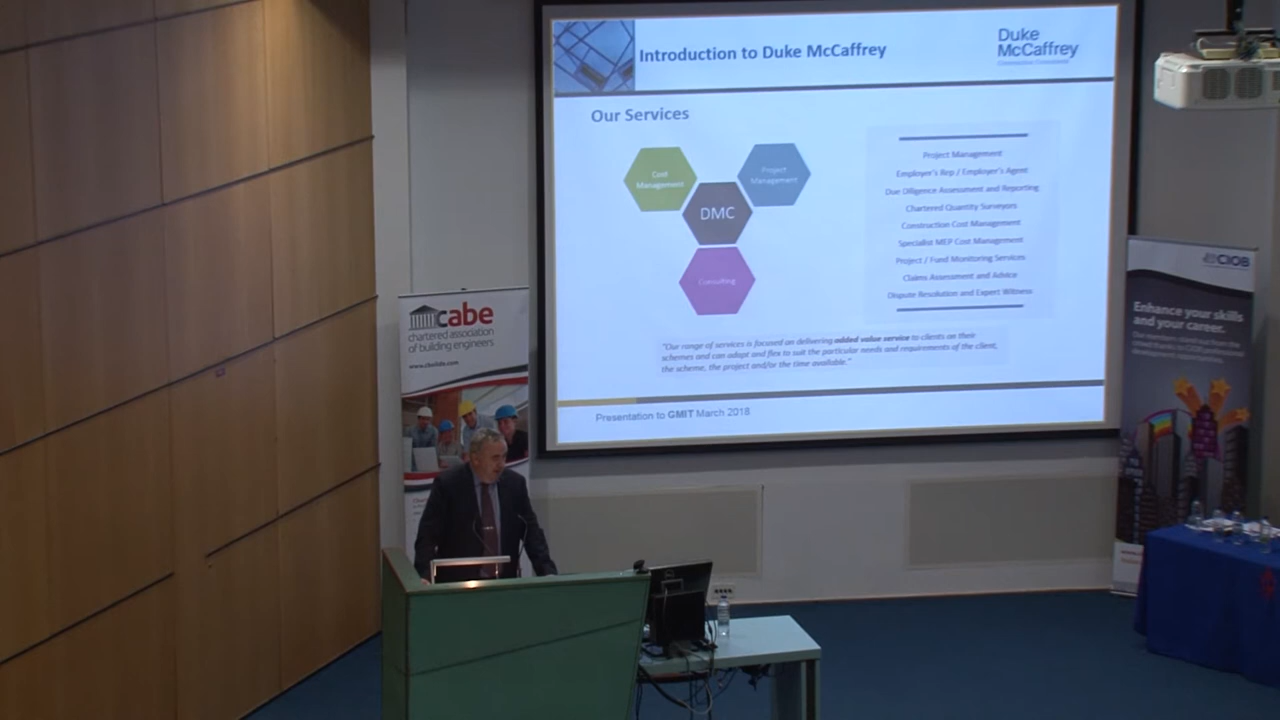 Introduction to Duke McCaffrey
Duke
McCaffrey
Construction Consultants
Our Services
Cost
Management
Project
Management
DMC
Consulting
Project Management
Employer's Rep / Employer's Agent
Due Diligence Assessment and Reporting
Chartered Quantity Surveyors
Construction Cost Management
Specialist MEP Cost Management
Project / Fund Monitoring Services
Claims Assessment and Advice
Dispute Resolution and Expert Witness
"Our range of services is focused on delivering added value service to clients on their
schemes and can adapt and flex to suit the particular needs and requirements of the client,
the scheme, the project and/or the time available."
Presentation to GMIT March 2018
cabe
chartered association
of building engineers
CIOB
Enhance your skills
and your career.